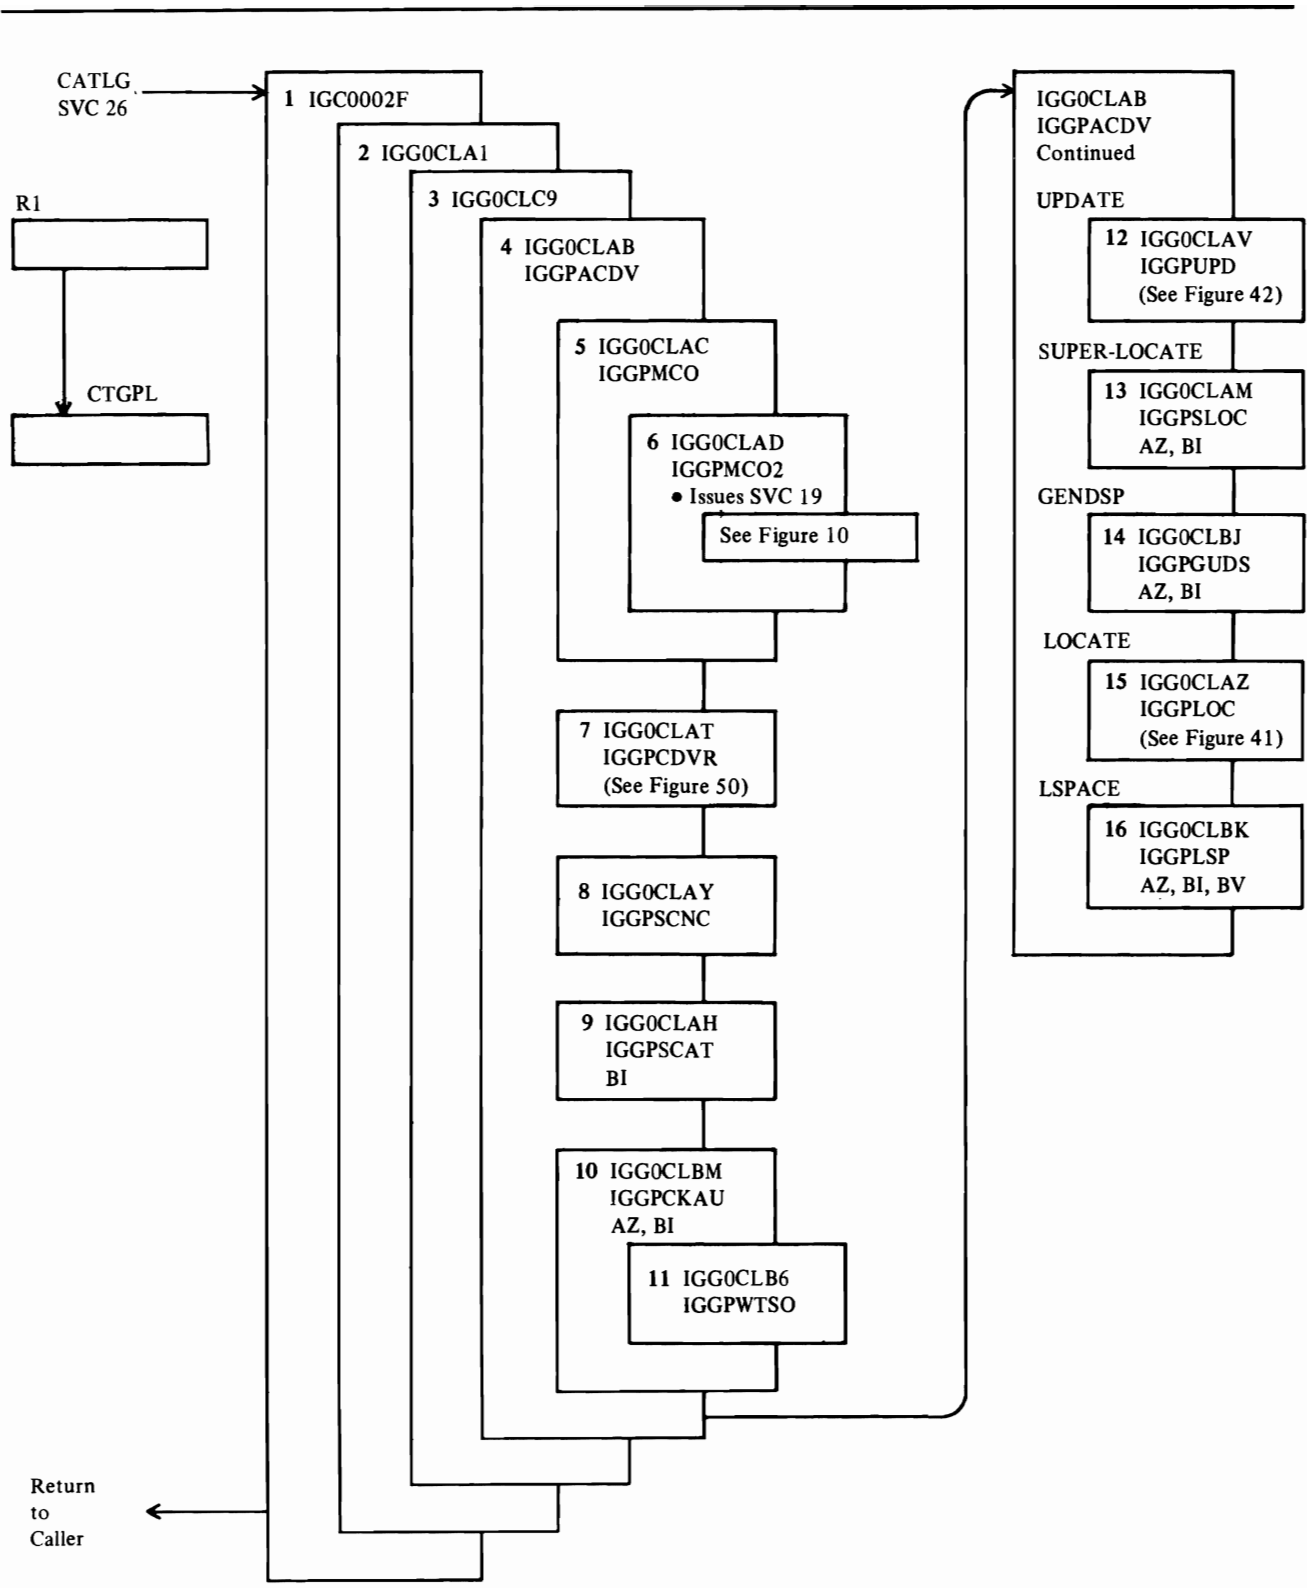 CATLG
SVC 26
R1
CTGPL
1 IGC0002F
2 IGG0CLA1
3 IGG0CLC9
4 IGG0CLAB
IGGPACDV
5 IGG0CLAC
IGGPMCO
6 IGG0CLAD
IGGPMCO2
• Issues SVC 19
See Figure 10
7 IGG0CLAT
IGGPCDVR
(See Figure 50)
8 IGG0CLAY
IGGPSCNC
9 IGG0CLAH
IGGPSCAT
BI
10 IGG0CLBM
IGGPCKAU
AZ, BI
11 IGG0CLB6
IGGPWTSO
IGG0CLAB
IGGPACDV
Continued
UPDATE
12 IGG0CLAV
IGGPUPD
(See Figure 42)
SUPER-LOCATE
13 IGG0CLAM
IGGPSLOC
AZ, BI
GENDSP
14 IGG0CLBJ
IGGPGUDS
AZ, BI
LOCATE
15 IGG0CLAZ
IGGPLOC
(See Figure 41)
LSPACE
16 IGG0CLBK
IGGPLSP
AZ, BI, BV
Return
to
Caller